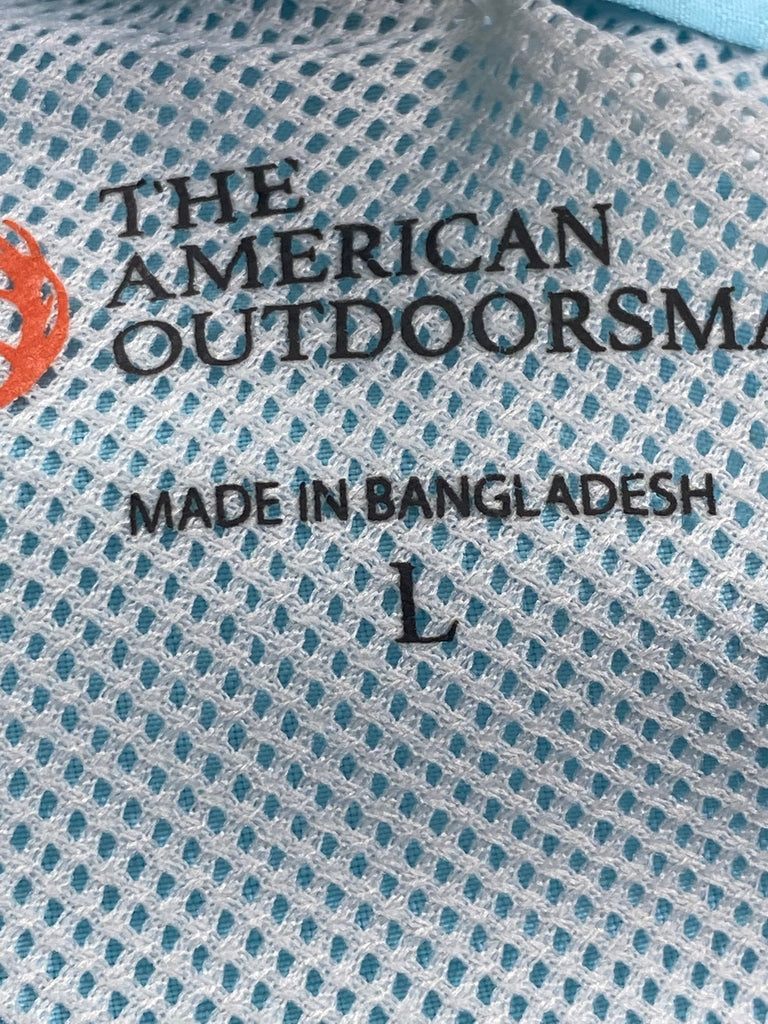 THE
AMERICAN
OUTDOORSMA
MADE IN BANGLADESH
L